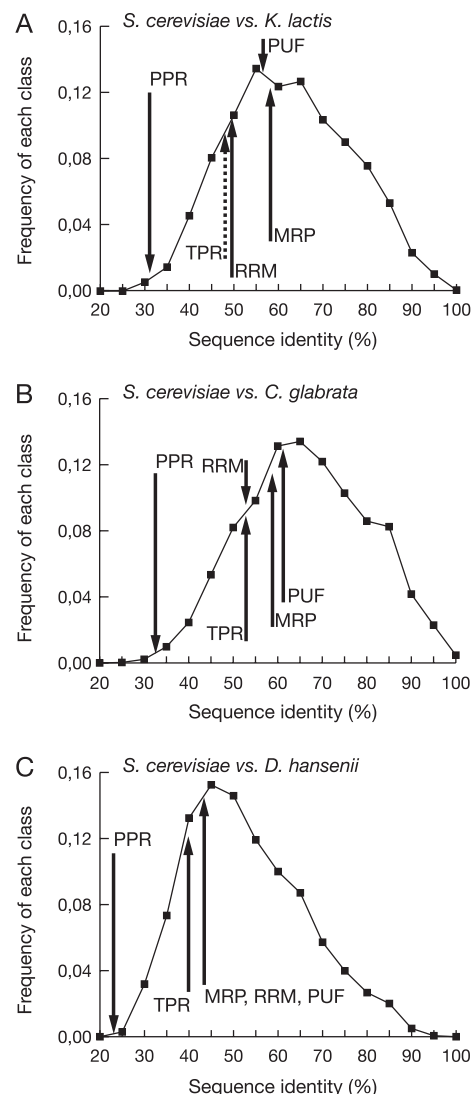 A S. cerevisiae vs. K. lactis
Frequency of each class
0,16
0,12
0,08
0,04
0,00
PUF
PPR
MRP
TPR
RRM
20 30 40 50 60 70 80 90 100
Sequence identity (%)
B S. cerevisiae vs. C. glabrata
Frequency of each class
0,16
0,12
0,08
0,04
0,00
PPR RRM
PUF
MRP
TPR
20 30 40 50 60 70 80 90 100
Sequence identity (%)
C S. cerevisiae vs. D. hansenii
Frequency of each class
0,16
0,12
0,08
0,04
0,00
PPR
MRP, RRM, PUF
TPR
20 30 40 50 60 70 80 90 100
Sequence identity (%)